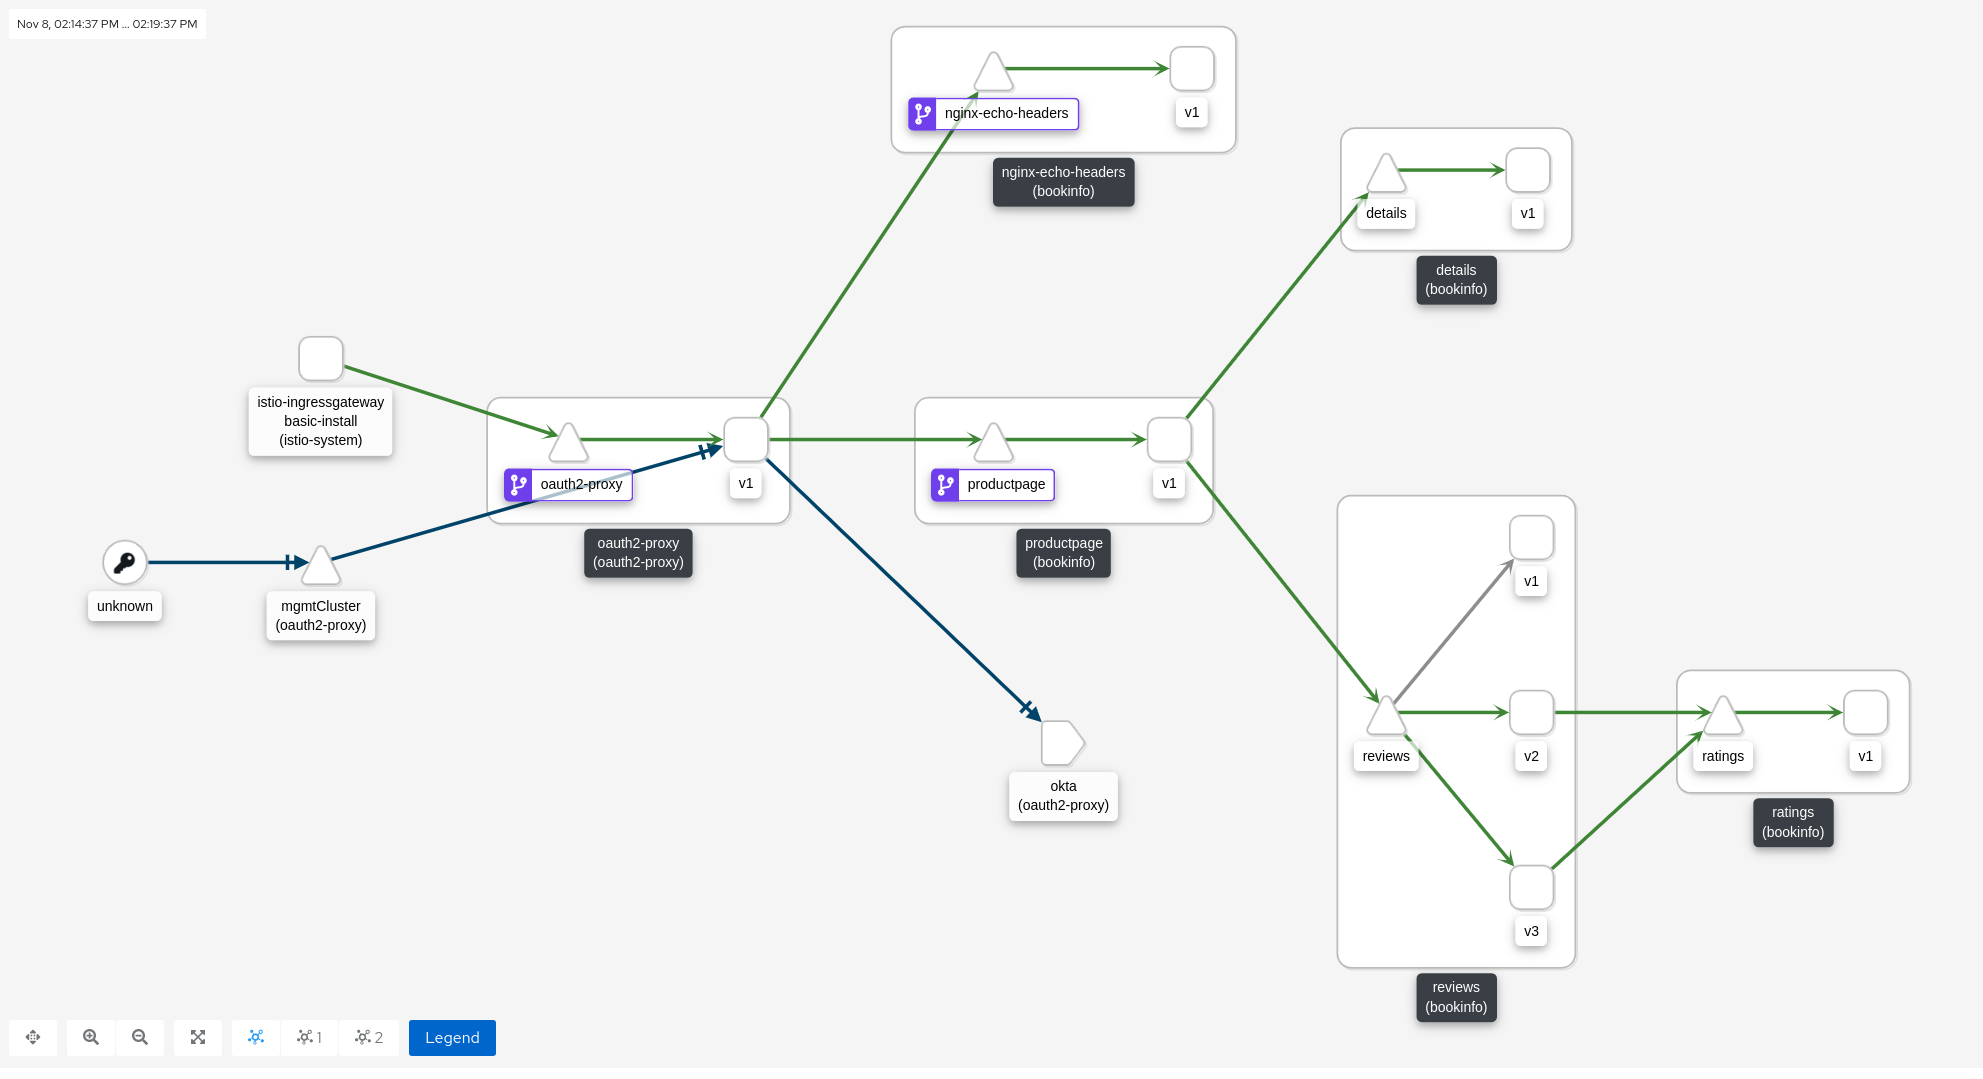 Nov 8, 02:14:37 PM ... 02:19:37 PM
nginx-echo-headers
v1
nginx-echo-headers
(bookinfo)
details
v1
details
(bookinfo)
istio-ingressgateway
basic-install
(istio-system)
oauth2-proxy
v1
oauth2-proxy
(oauth2-proxy)
productpage
v1
productpage
(bookinfo)
unknown
mgmtCluster
(oauth2-proxy)
okta
(oauth2-proxy)
v1
reviews
v2
v3
reviews
(bookinfo)
ratings
v1
ratings
(bookinfo)
1
2
Legend